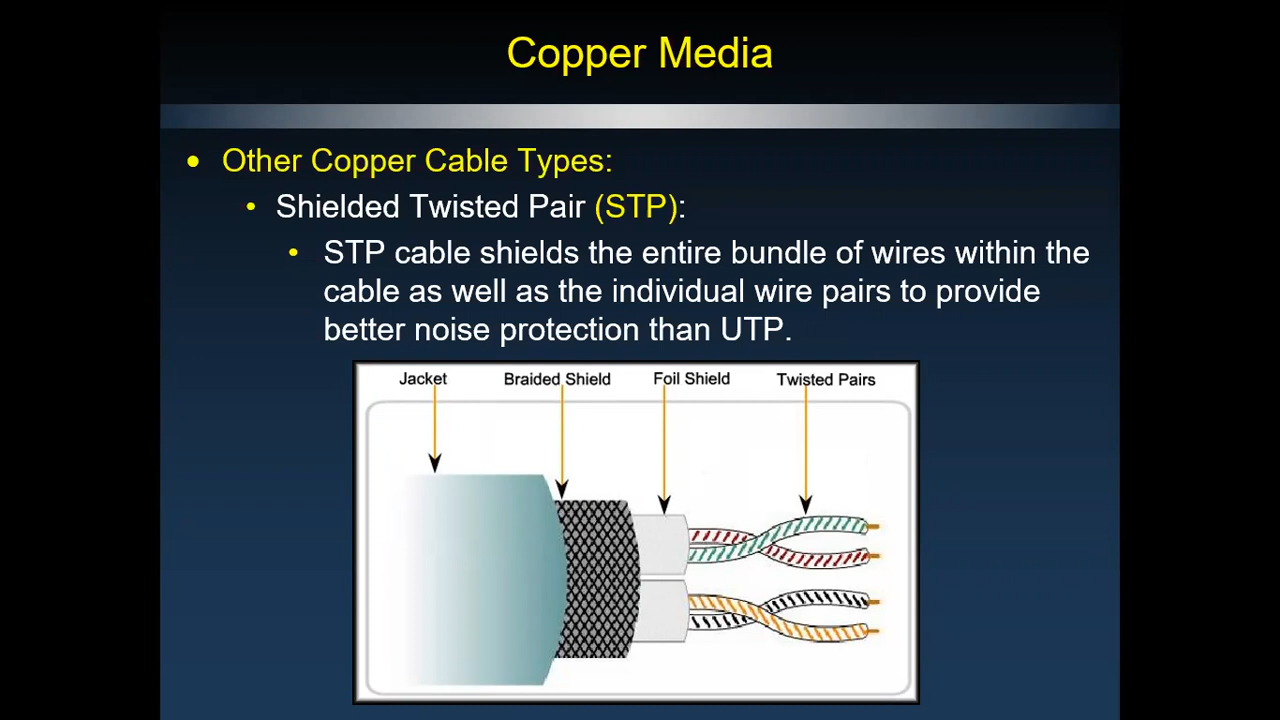 Copper Media
• Other Copper Cable Types:
• Shielded Twisted Pair (STP):
• STP cable shields the entire bundle of wires within the
cable as well as the individual wire pairs to provide
better noise protection than UTP.
Jacket Braided Shield Foil Shield Twisted Pairs